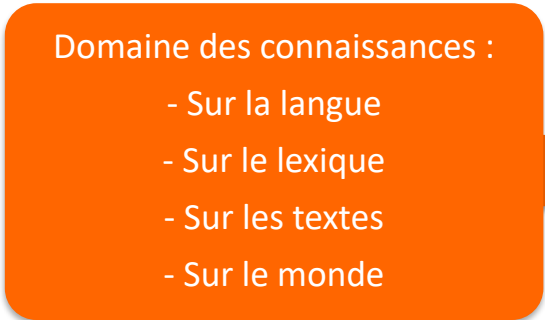 Domaine des connaissances :
- Sur la langue
- Sur le lexique
- Sur les textes
- Sur le monde